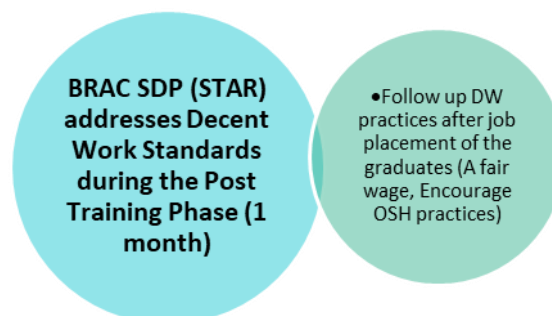 BRAC SDP (STAR)
addresses Decent
Work Standards
during the Post
Training Phase (1
month)
•Follow up DW
practices after job
placement of the
graduates (A fair
wage, Encourage
OSH practices)